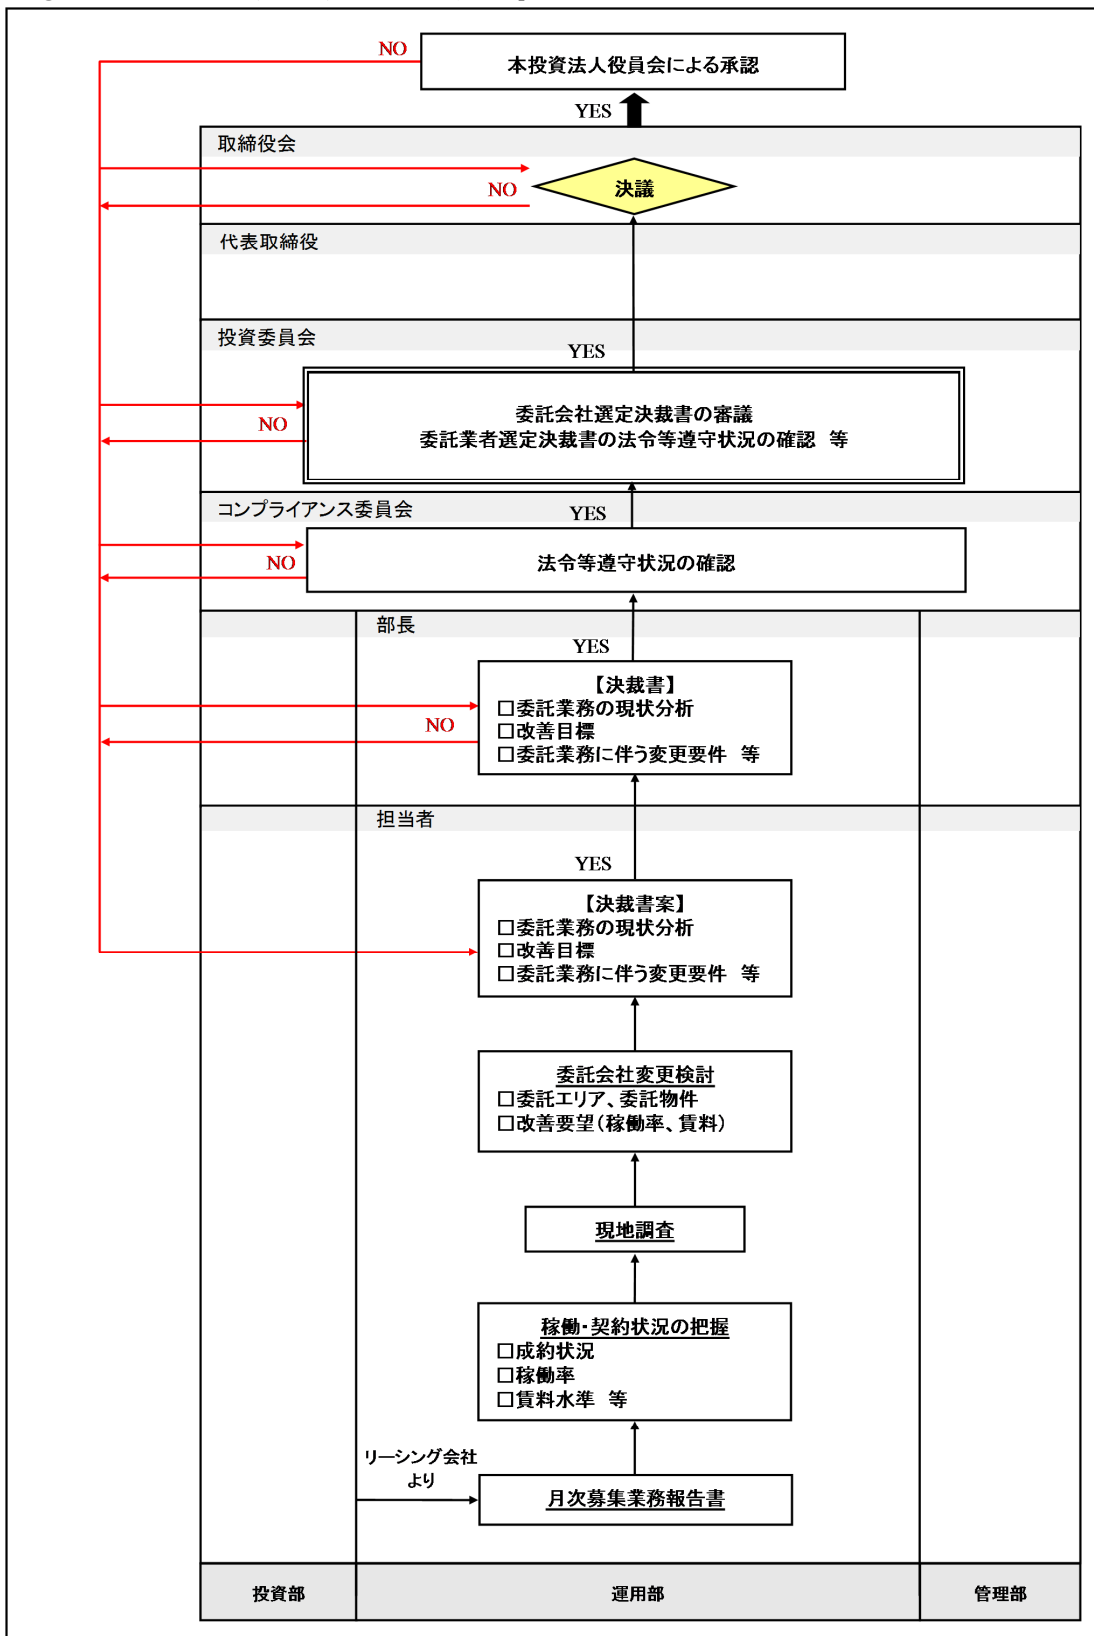 NO
本投資法人役員会による承認
YES
取締役会
決議
NO
代表取締役
投資委員会
YES
委託会社選定決裁書の審議
委託業者選定決裁書の法令等遵守状況の確認 等
NO
コンプライアンス委員会
YES
法令等遵守状況の確認
NO
部長
YES
【決裁書】
□委託業務の現状分析
□改善目標
□委託業務に伴う変更要件 等
NO
担当者
YES
【決裁書案】
□委託業務の現状分析
□改善目標
□委託業務に伴う変更要件 等
委託会社変更検討
□委託エリア、委託物件
□改善要望(稼働率、賃料)
現地調査
稼働・契約状況の把握
□成約状況
□稼働率
□賃料水準 等
リーシング会社
より
月次募集業務報告書
投資部
運用部
管理部